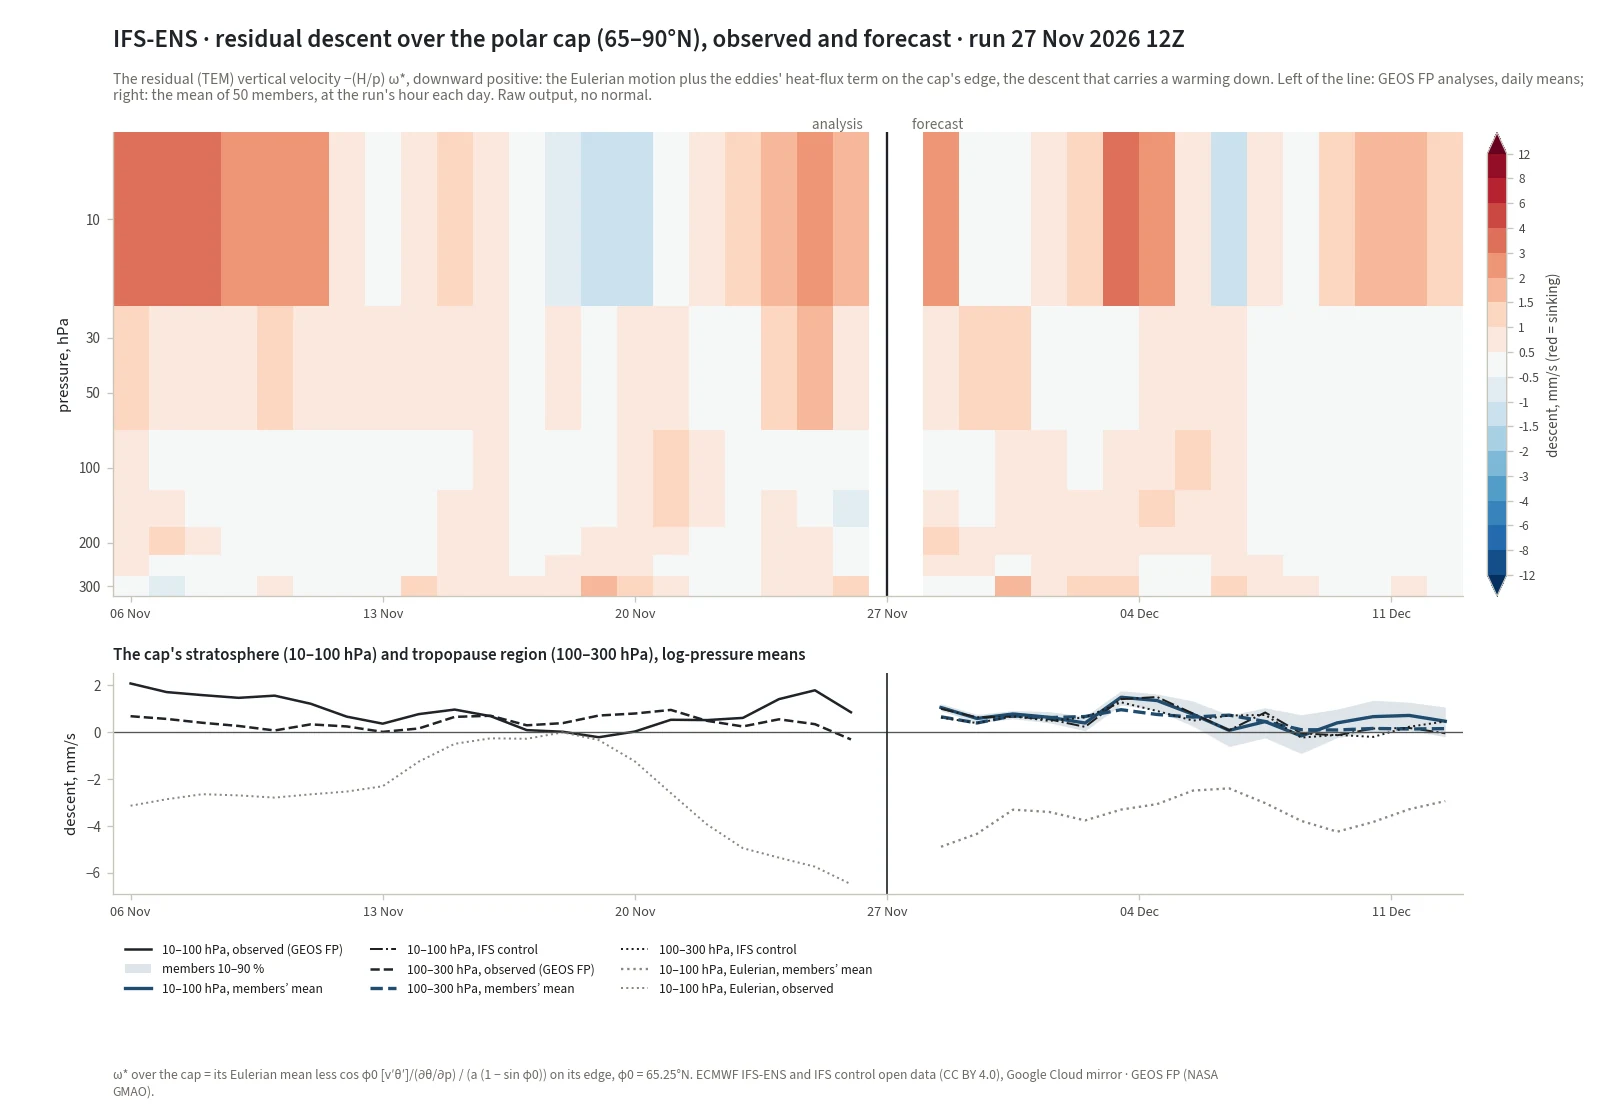 IFS-ENS · residual descent over the polar cap (65–90°N), observed and forecast · run 27 Nov 2026 12Z
The residual (TEM) vertical velocity −(H/p) ω*, downward positive: the Eulerian motion plus the eddies' heat-flux term on the cap's edge, the descent that carries a warming down. Left of the line: GEOS FP analyses, daily means;
right: the mean of 50 members, at the run's hour each day. Raw output, no normal.
analysis
forecast
pressure, hPa
10
30
50
100
200
300
06 Nov
13 Nov
20 Nov
27 Nov
04 Dec
11 Dec
12
8
6
4
3
2
1.5
1
0.5
-0.5
-1
-1.5
-2
-3
-4
-6
-8
-12
descent, mm/s (red = sinking)
The cap's stratosphere (10–100 hPa) and tropopause region (100–300 hPa), log-pressure means
descent, mm/s
2
0
−2
−4
−6
06 Nov
13 Nov
20 Nov
27 Nov
04 Dec
11 Dec
10–100 hPa, observed (GEOS FP)
members 10–90 %
10–100 hPa, members’ mean
10–100 hPa, IFS control
100–300 hPa, observed (GEOS FP)
100–300 hPa, members’ mean
100–300 hPa, IFS control
10–100 hPa, Eulerian, members’ mean
10–100 hPa, Eulerian, observed
ω* over the cap = its Eulerian mean less cos φ0 [v′θ′]/(∂θ/∂p) / (a (1 − sin φ0)) on its edge, φ0 = 65.25°N. ECMWF IFS-ENS and IFS control open data (CC BY 4.0), Google Cloud mirror · GEOS FP (NASA
GMAO).